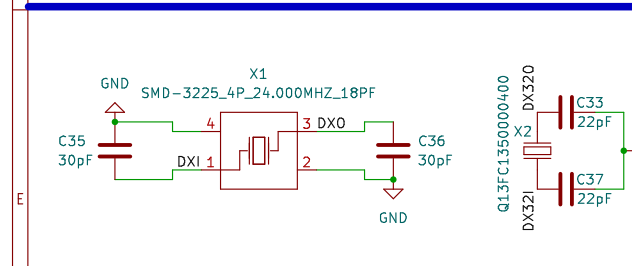 X1
SMD-3225_4P_24.000MHZ_18PF
GND
C35
30pF
4
DXI 1
3 DXO
2
C36
30pF
GND
Q13FC1350000400
DX32O
DX32I
X2
C33
22pF
C37
22pF
E